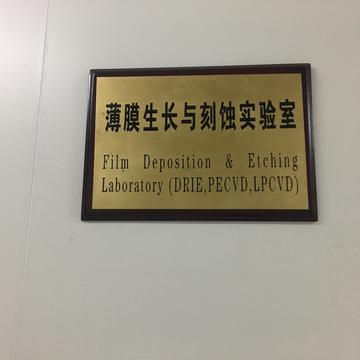 薄膜生长与刻蚀实验室
Film Deposition & Etching
Laboratory (DRIE,PECVD,LPCVD)